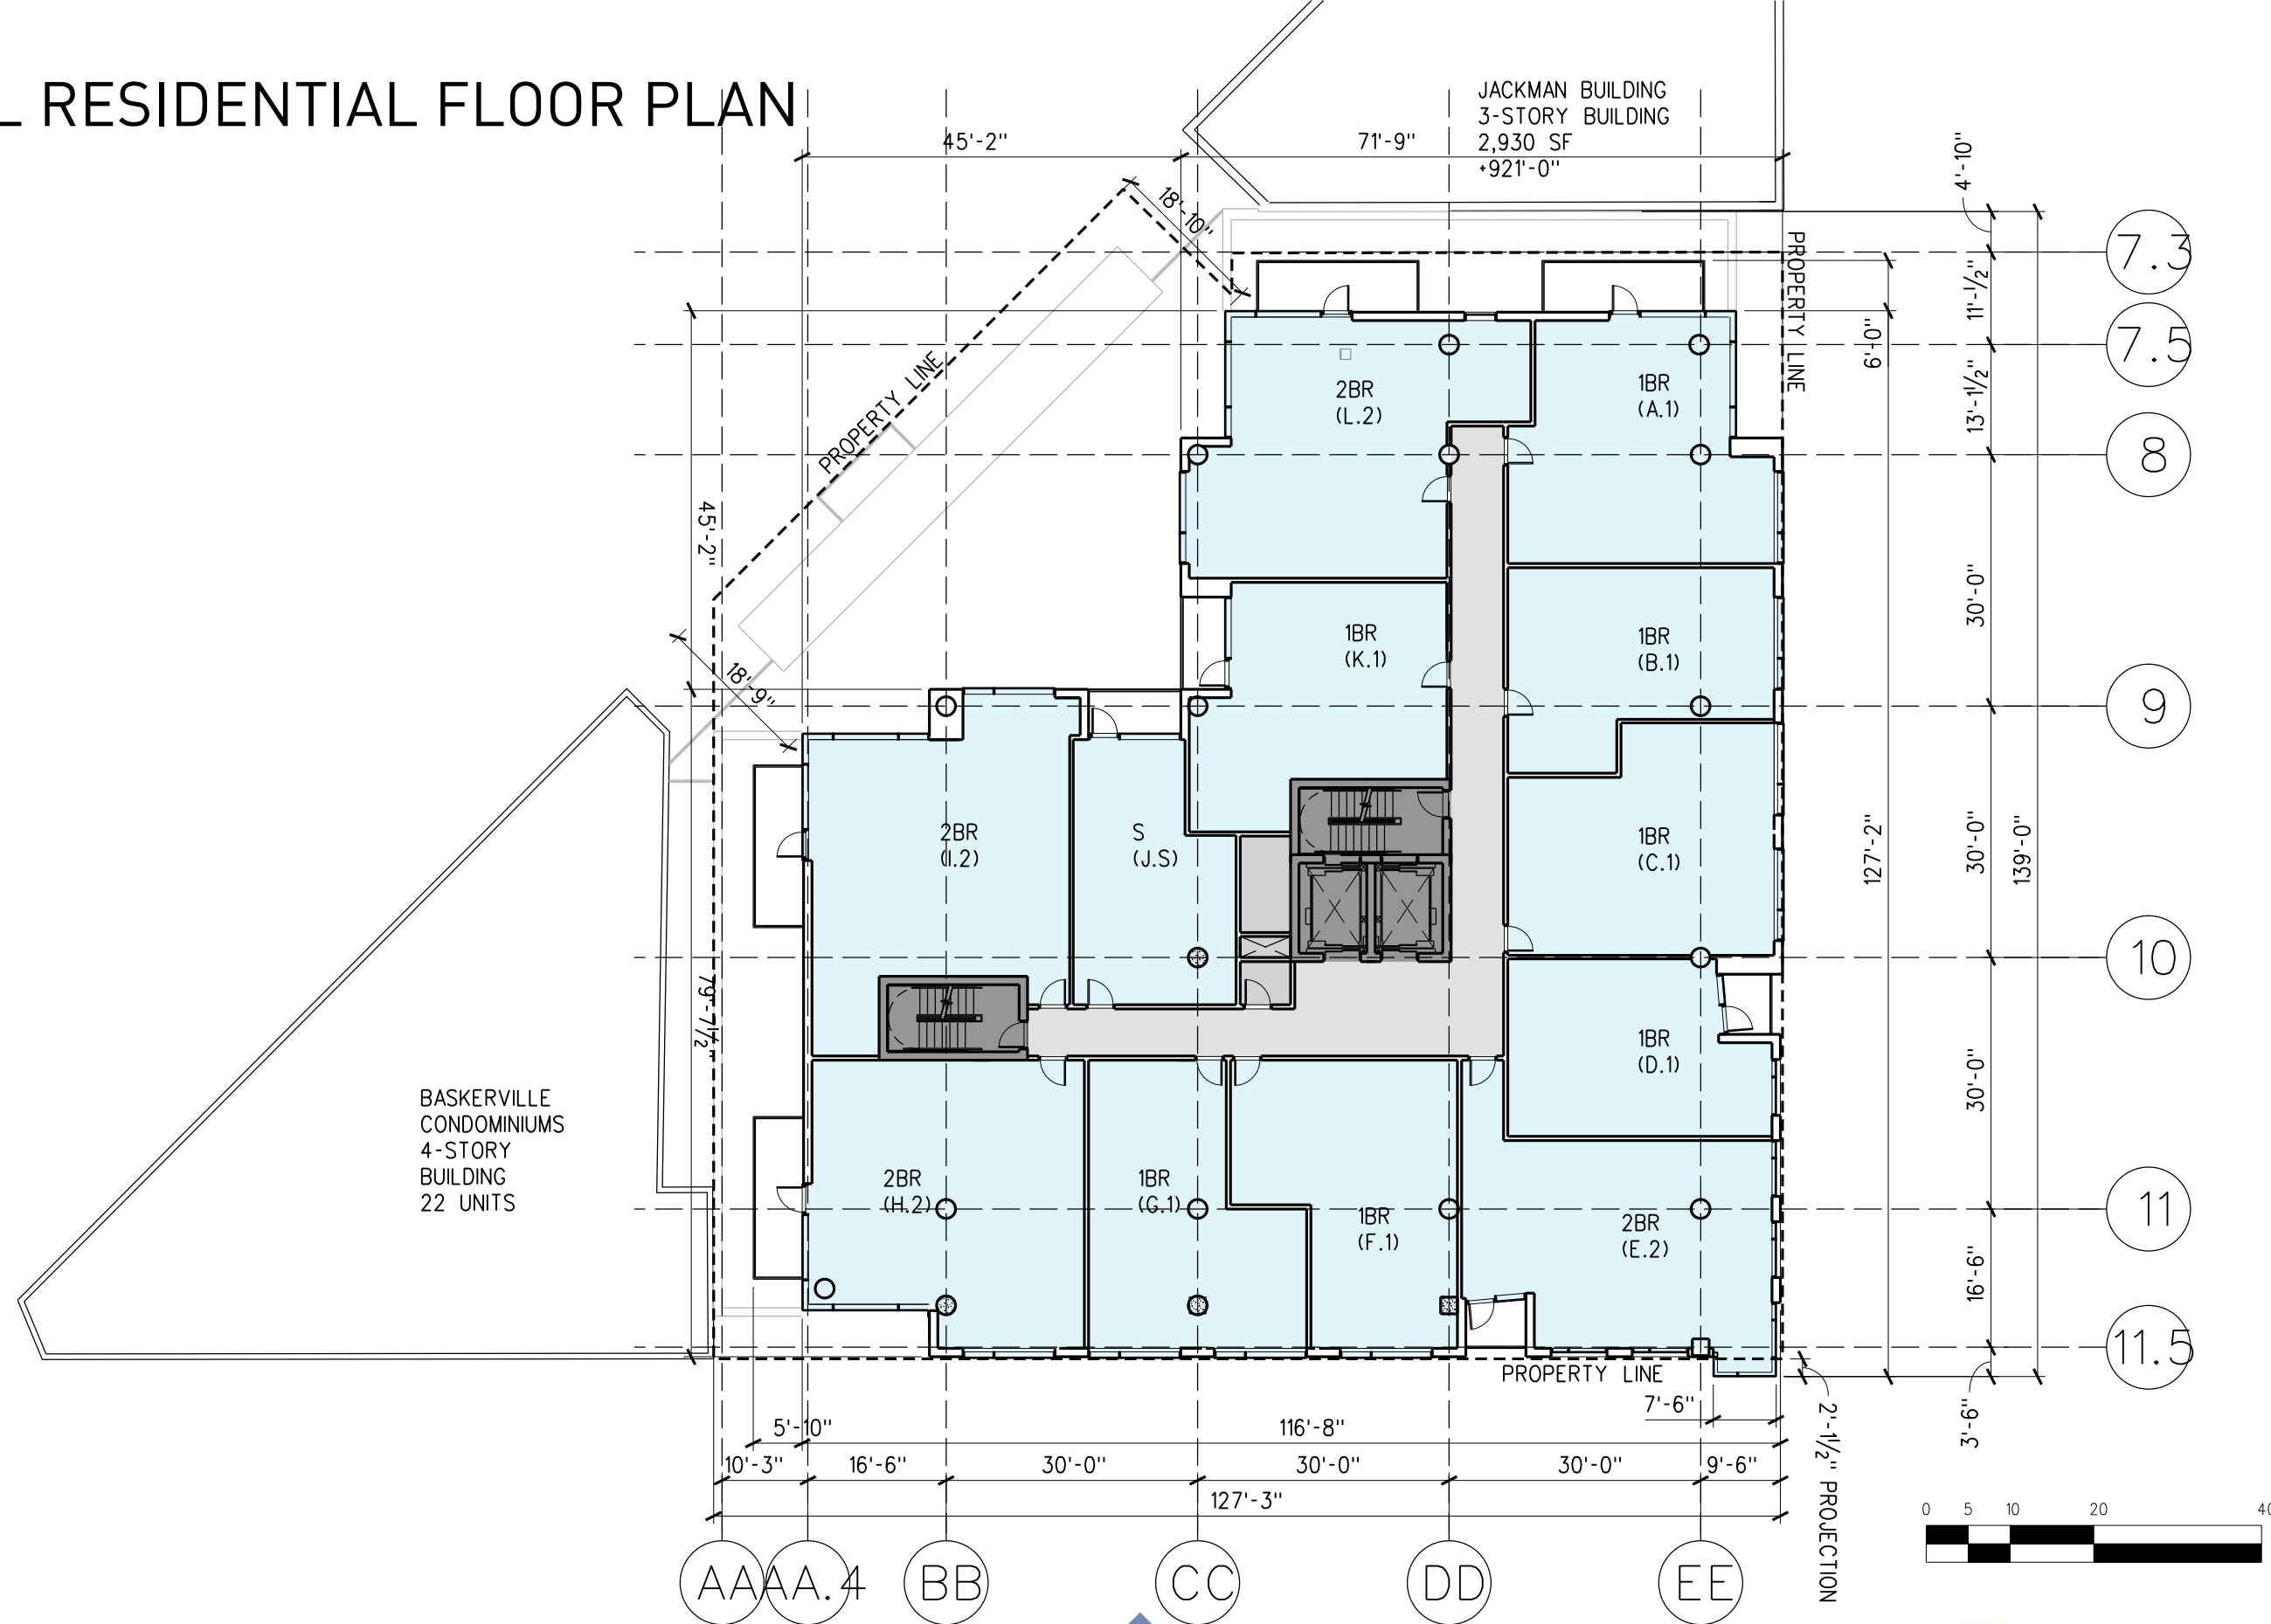 L RESIDENTIAL FLOOR PLAN
JACKMAN BUILDING
3-STORY BUILDING
2,930 SF
+921'-0"
45'-2"
71'-9"
4'-10"
18'-10"
PROPERTY LINE
7.3
11'-1/2"
6'-0"
7.5
13'-1/2"
8
PROPERTY LINE
2BR
(L.2)
1BR
(A.1)
45'-2"
30'-0"
1BR
(K.1)
1BR
(B.1)
18'-9"
9
2BR
(I.2)
S
(J.S)
1BR
(C.1)
127'-2"
30'-0"
139'-0"
10
79'-7½"
1BR
(D.1)
30'-0"
BASKERVILLE
CONDOMINIUMS
4-STORY
BUILDING
22 UNITS
2BR
(H.2)
1BR
(G.1)
1BR
(F.1)
2BR
(E.2)
11
16'-6"
11.5
PROPERTY LINE
7'-6"
3'-6"
2'-1½" PROJECTION
5'-10"
116'-8"
10'-3"
16'-6"
30'-0"
30'-0"
30'-0"
9'-6"
127'-3"
0 5 10 20 40
AA
AA.4
BB
CC
DD
EE